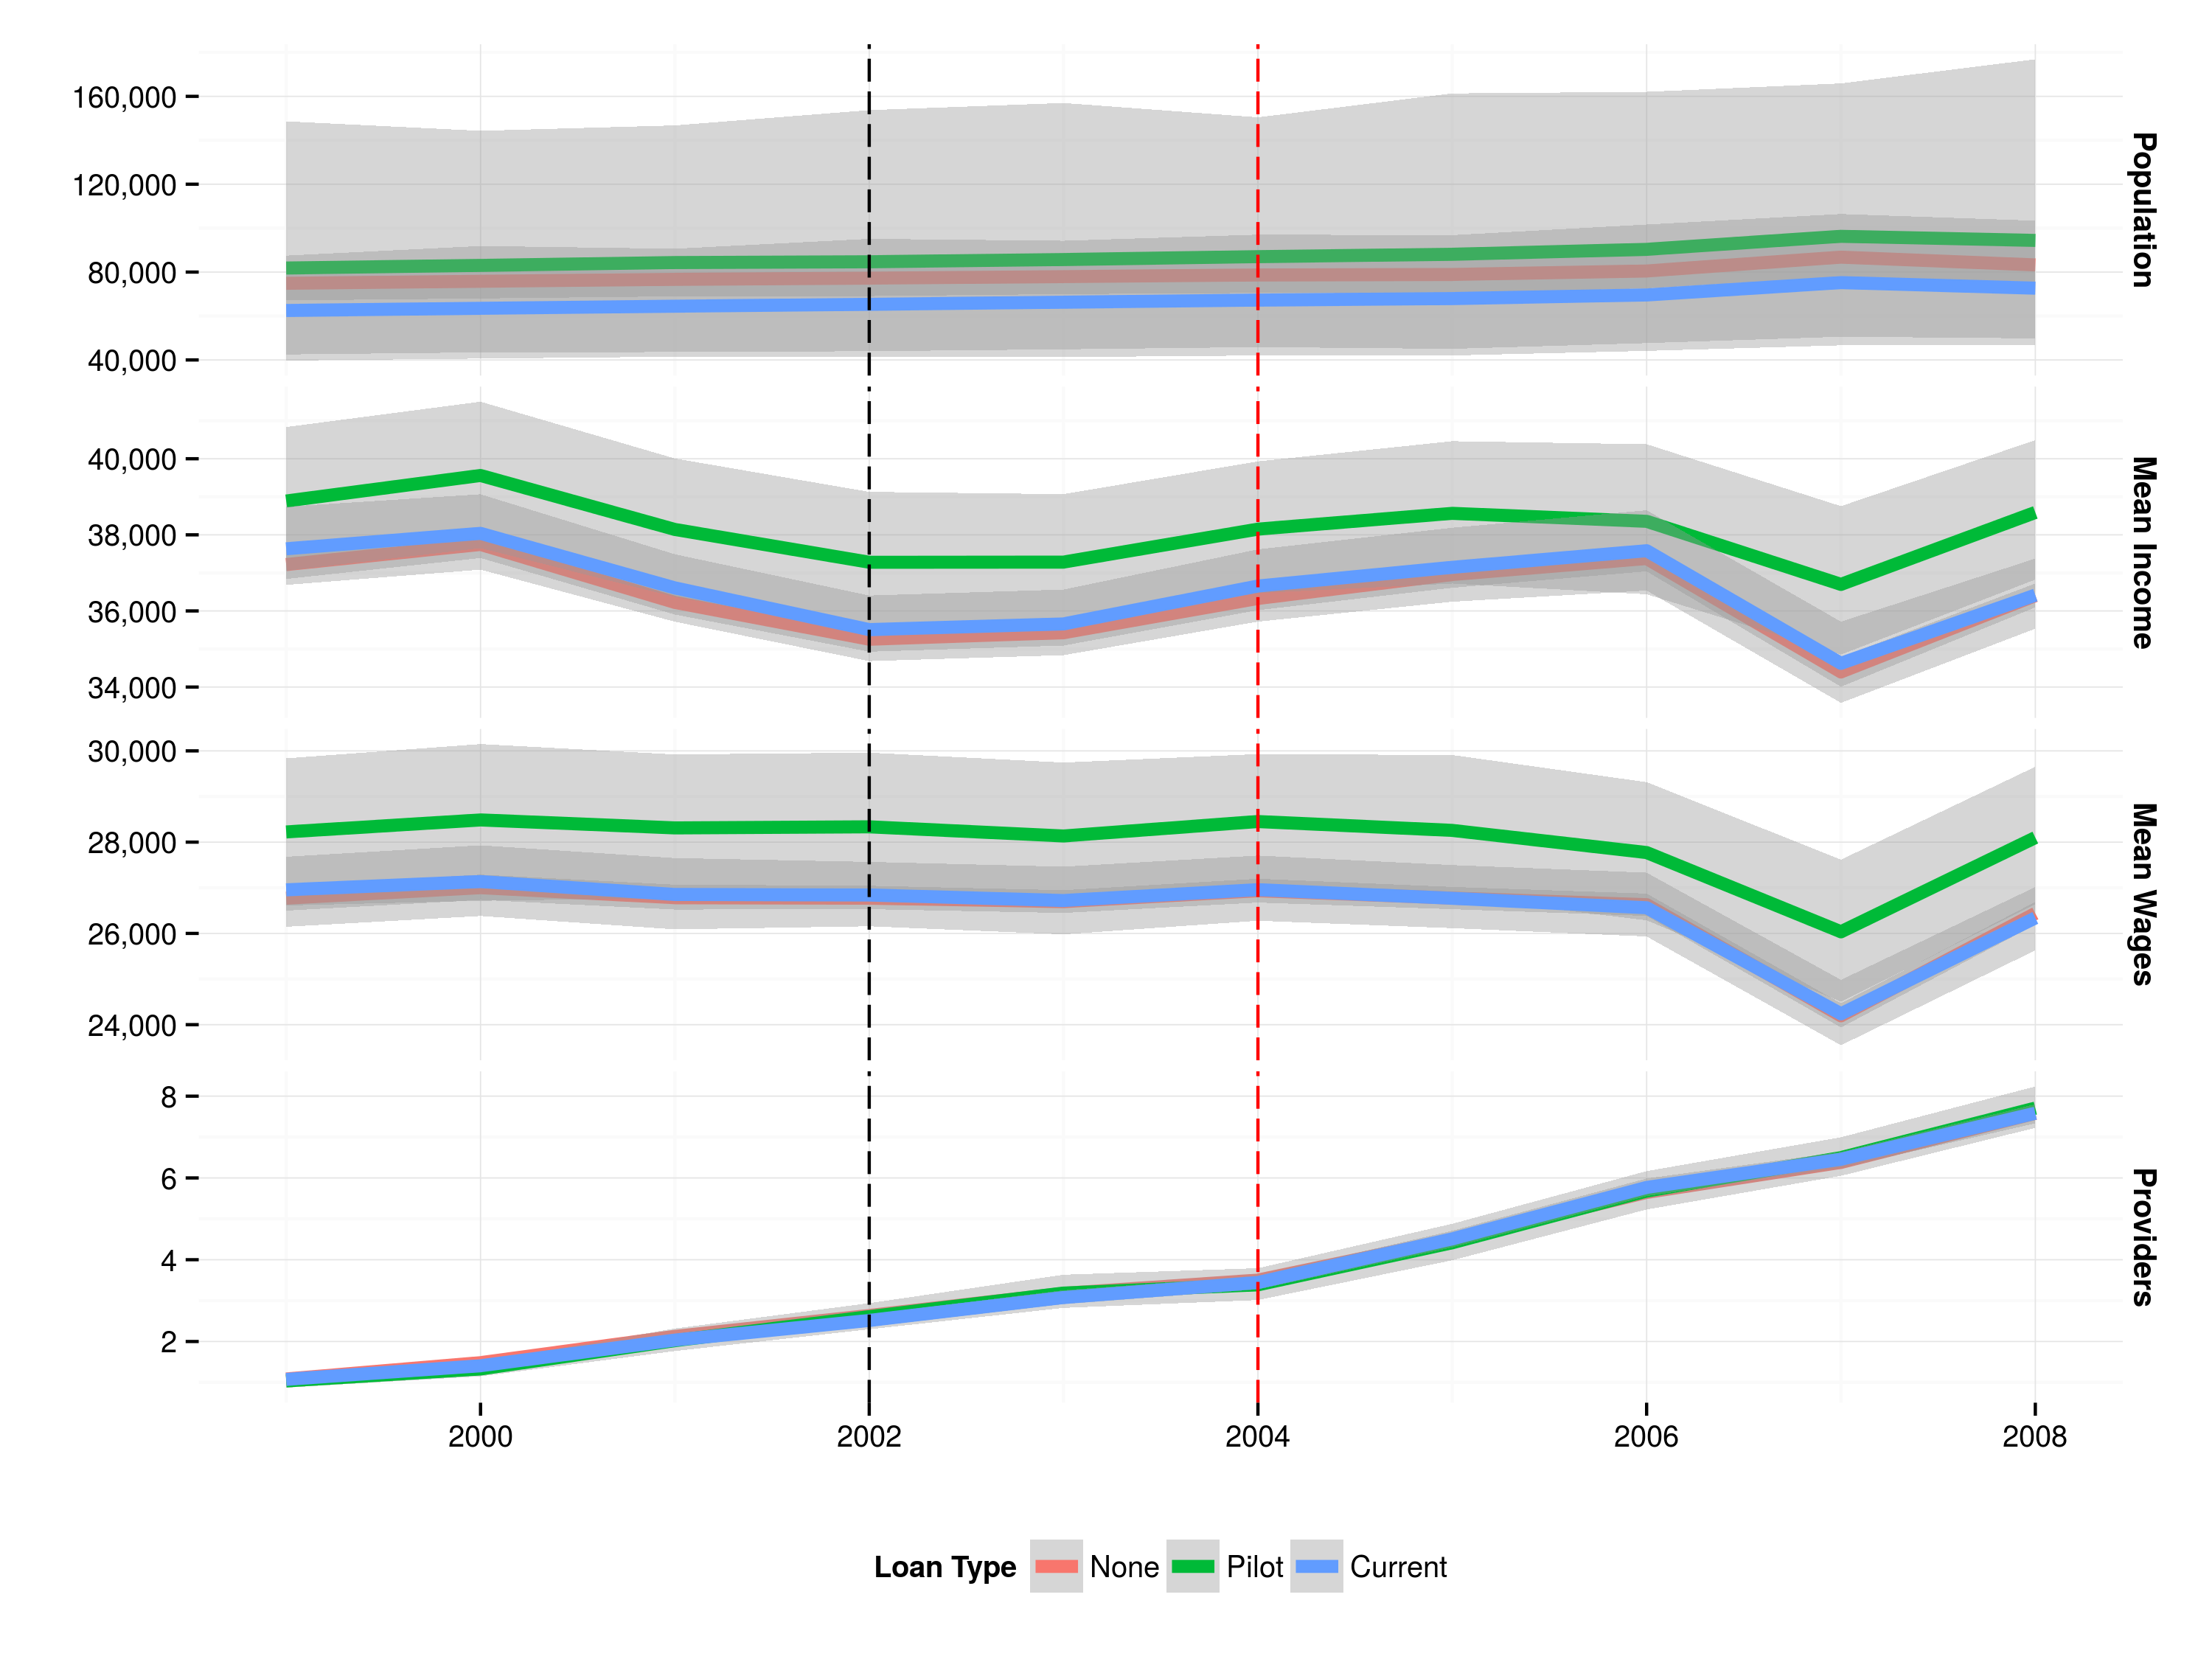 160,000
120,000
80,000
40,000
Population
40,000
38,000
36,000
34,000
Mean Income
30,000
28,000
26,000
24,000
Mean Wages
8
6
4
2
Providers
2000 2002 2004 2006 2008
Loan Type None Pilot Current